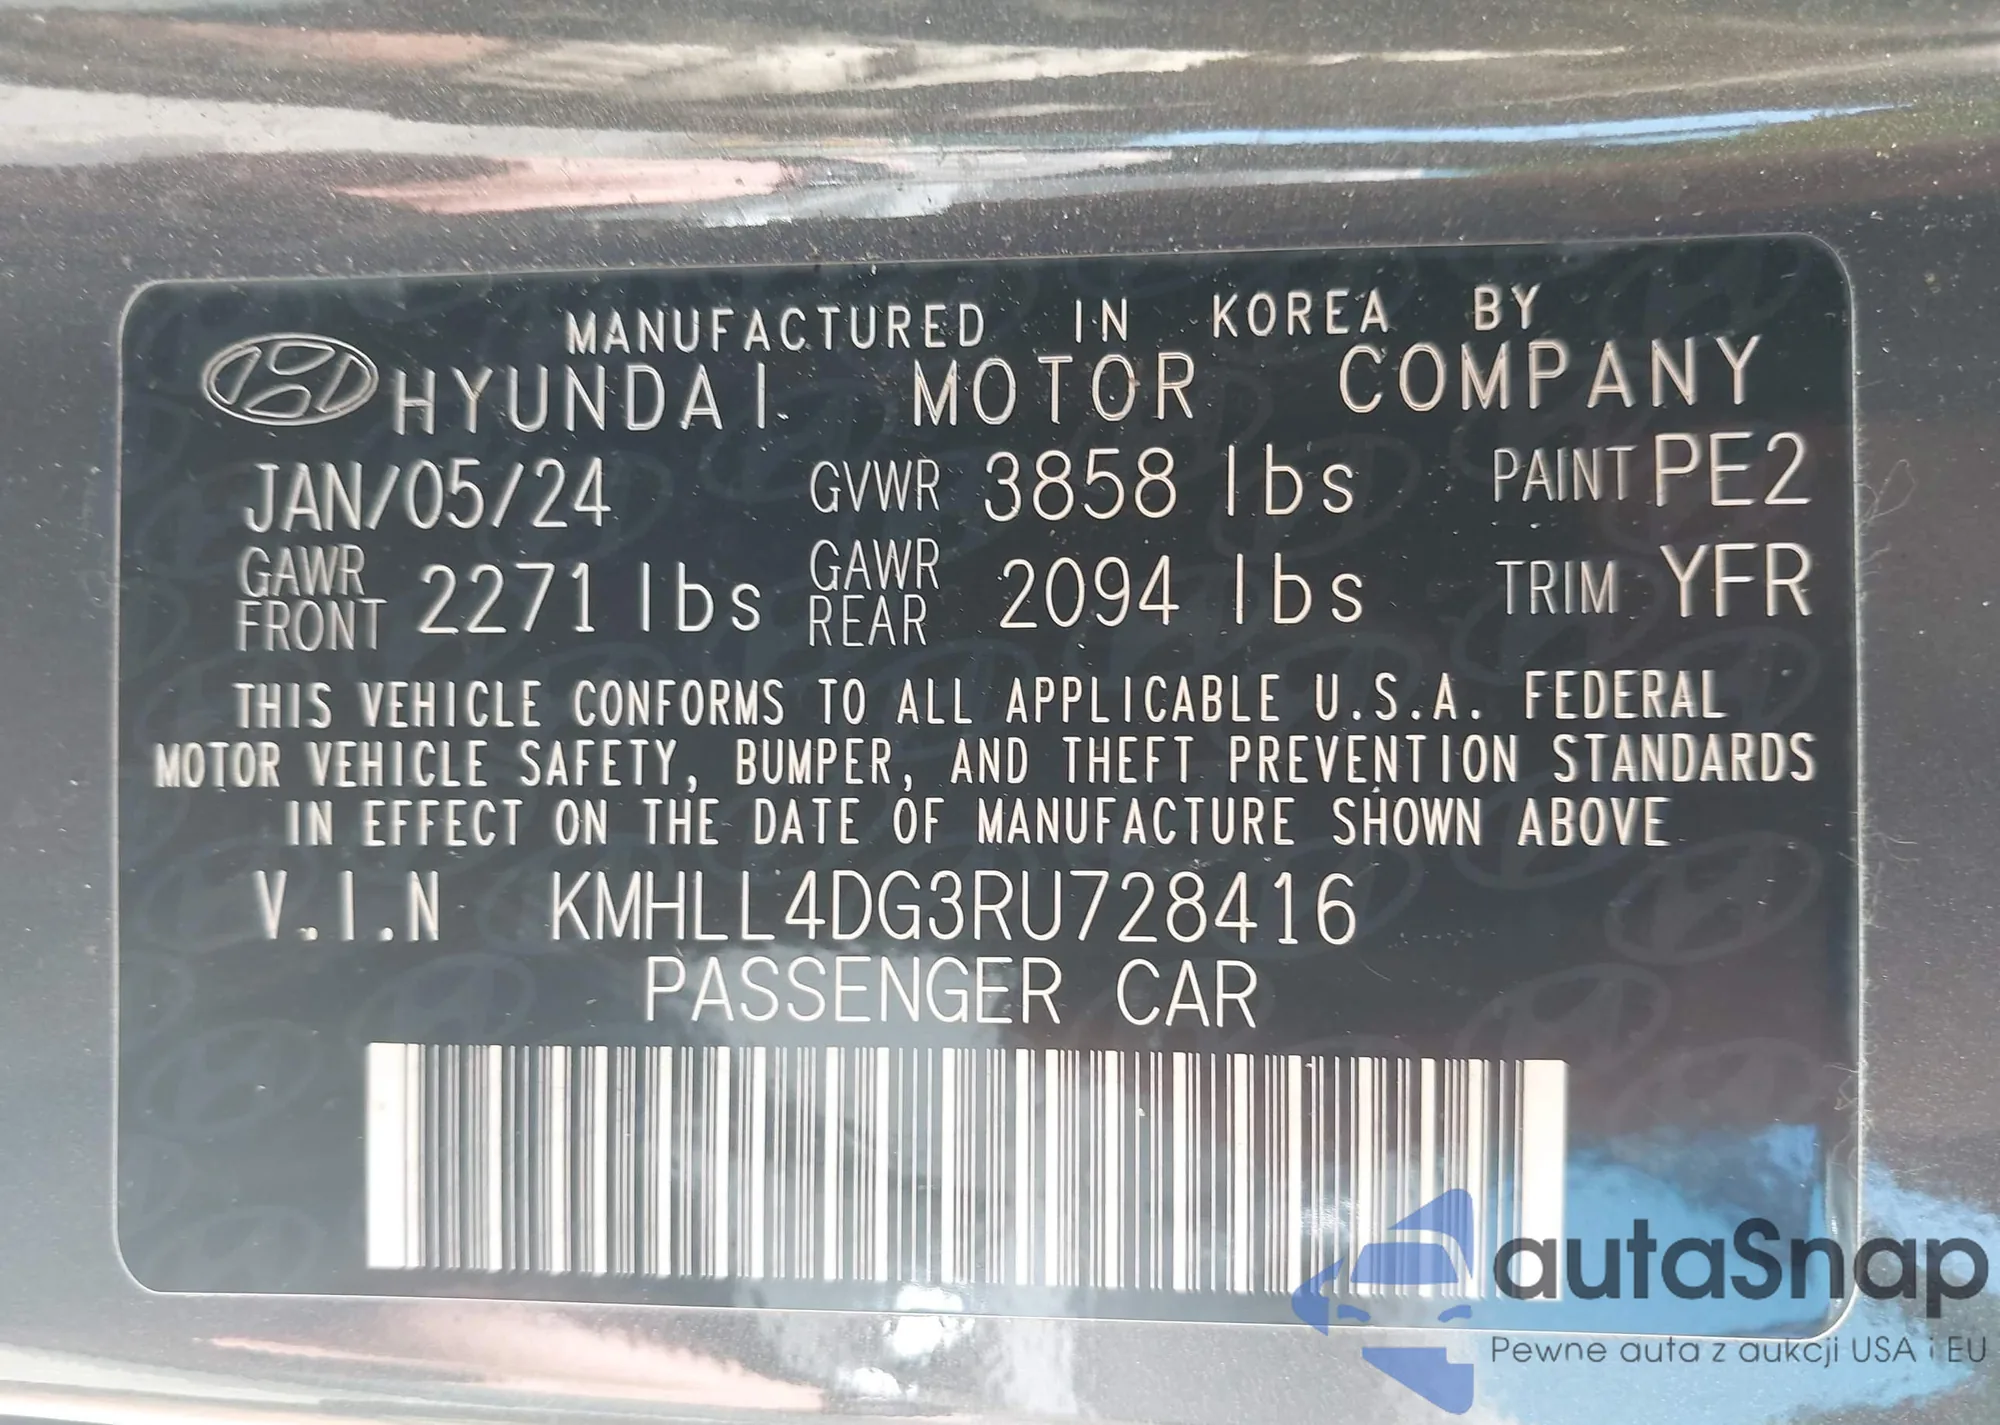 MANUFACTURED IN KOREA BY
HYUNDAI MOTOR COMPANY
JAN/05/24 GVWR 3858 lbs PAINT PE2
GAWR FRONT 2271 lbs GAWR REAR 2094 lbs TRIM YFR
THIS VEHICLE CONFORMS TO ALL APPLICABLE U.S.A. FEDERAL
MOTOR VEHICLE SAFETY, BUMPER, AND THEFT PREVENTION STANDARDS
IN EFFECT ON THE DATE OF MANUFACTURE SHOWN ABOVE
V.I.N KMHLL4DG3RU728416
PASSENGER CAR
autaSnap
Pewne auta z aukcji USA i EU